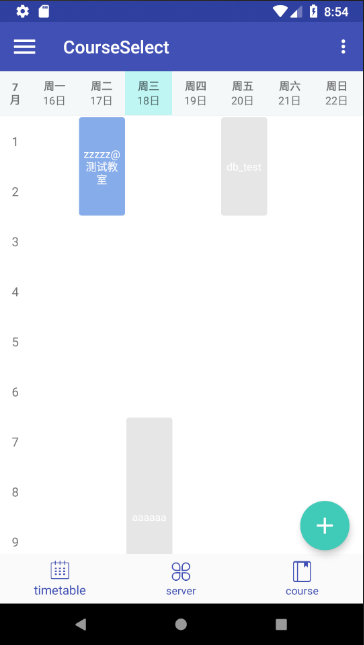 8:54
CourseSelect
7 周一 周二 周三 周四 周五 周六 周日
月 16日 17日 18日 19日 20日 21日 22日
1
zzzzz@
测试教
室
db_test
2
3
4
5
6
7
8
aaaaaa
9
timetable server course